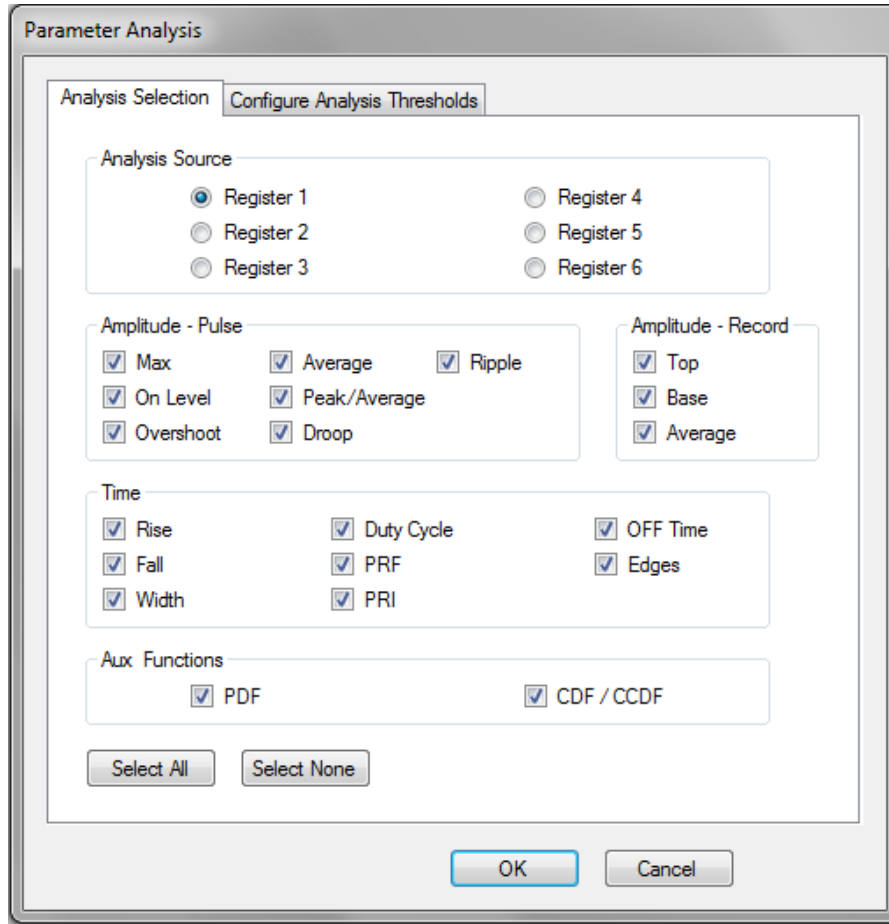 Parameter Analysis
Analysis Selection Configure Analysis Thresholds
Analysis Source
Register 1 Register 4
Register 2 Register 5
Register 3 Register 6
Amplitude - Pulse Amplitude - Record
Max Average Ripple Top
On Level Peak/Average Base
Overshoot Droop Average
Time
Rise Duty Cycle OFF Time
Fall PRF Edges
Width PRI
Aux Functions
PDF CDF / CCDF
Select All Select None
OK Cancel